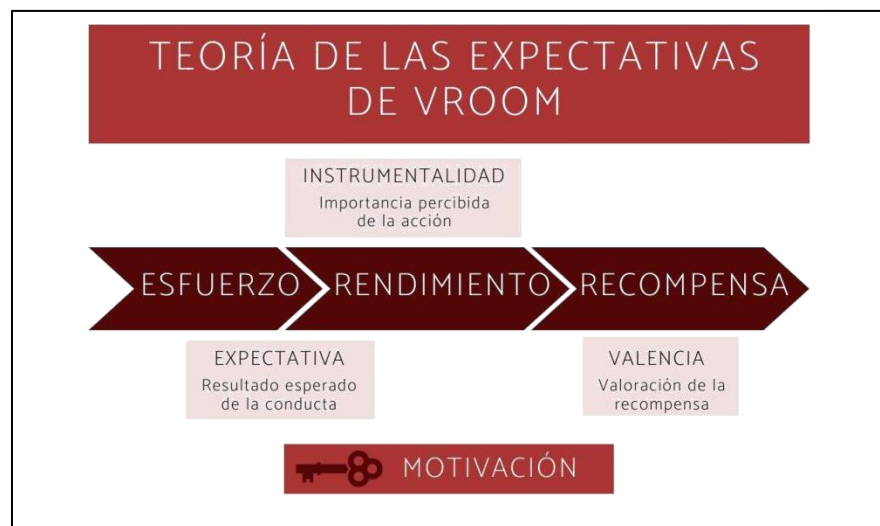 TEORÍA DE LAS EXPECTATIVAS
DE VROOM
INSTRUMENTALIDAD
Importancia percibida
de la acción
ESFUERZO
RENDIMIENTO
RECOMPENSA
EXPECTATIVA
Resultado esperado
de la conducta
VALENCIA
Valoración de la
recompensa
MOTIVACIÓN